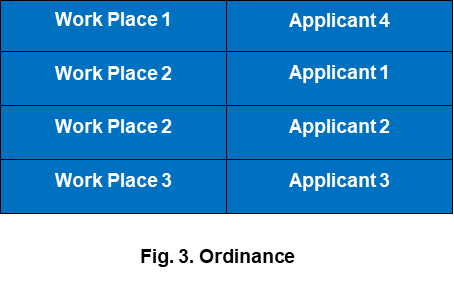 Work Place 1 Applicant 4
Work Place 2 Applicant 1
Work Place 2 Applicant 2
Work Place 3 Applicant 3
Fig. 3. Ordinance